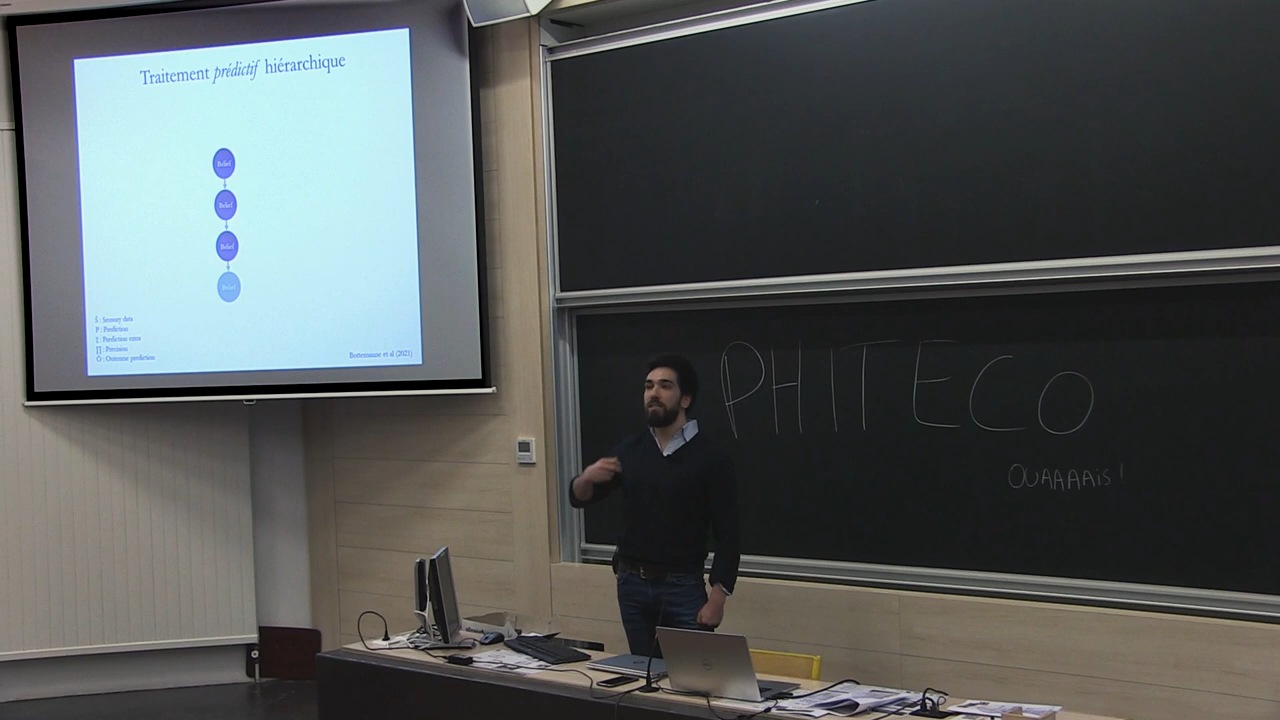 Traitement prédictif hiérarchique
Belief
Belief
Belief
Belief
S : Sensory data
P : Prediction
ξ : Prediction error
∏ : Precision
O : Outcome prediction
Bottemanne et al (2021)
PHITECO
OUAAAAiS !
DELL